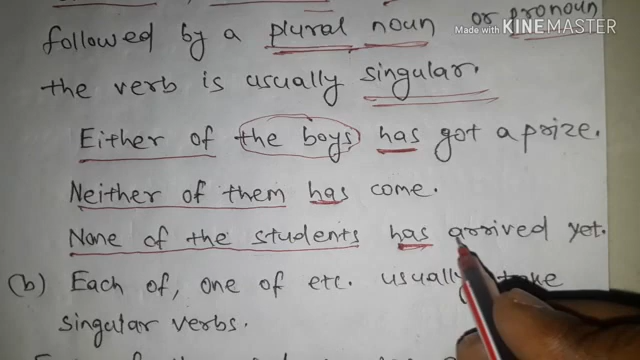 Made with KINEMASTER
followed by a plural noun or pronoun
the verb is usually singular.
Either of the boys has got a prize.
Neither of them has come.
None of the students has arrived yet.
(b) Each of, one of etc. usually take
singular verbs.